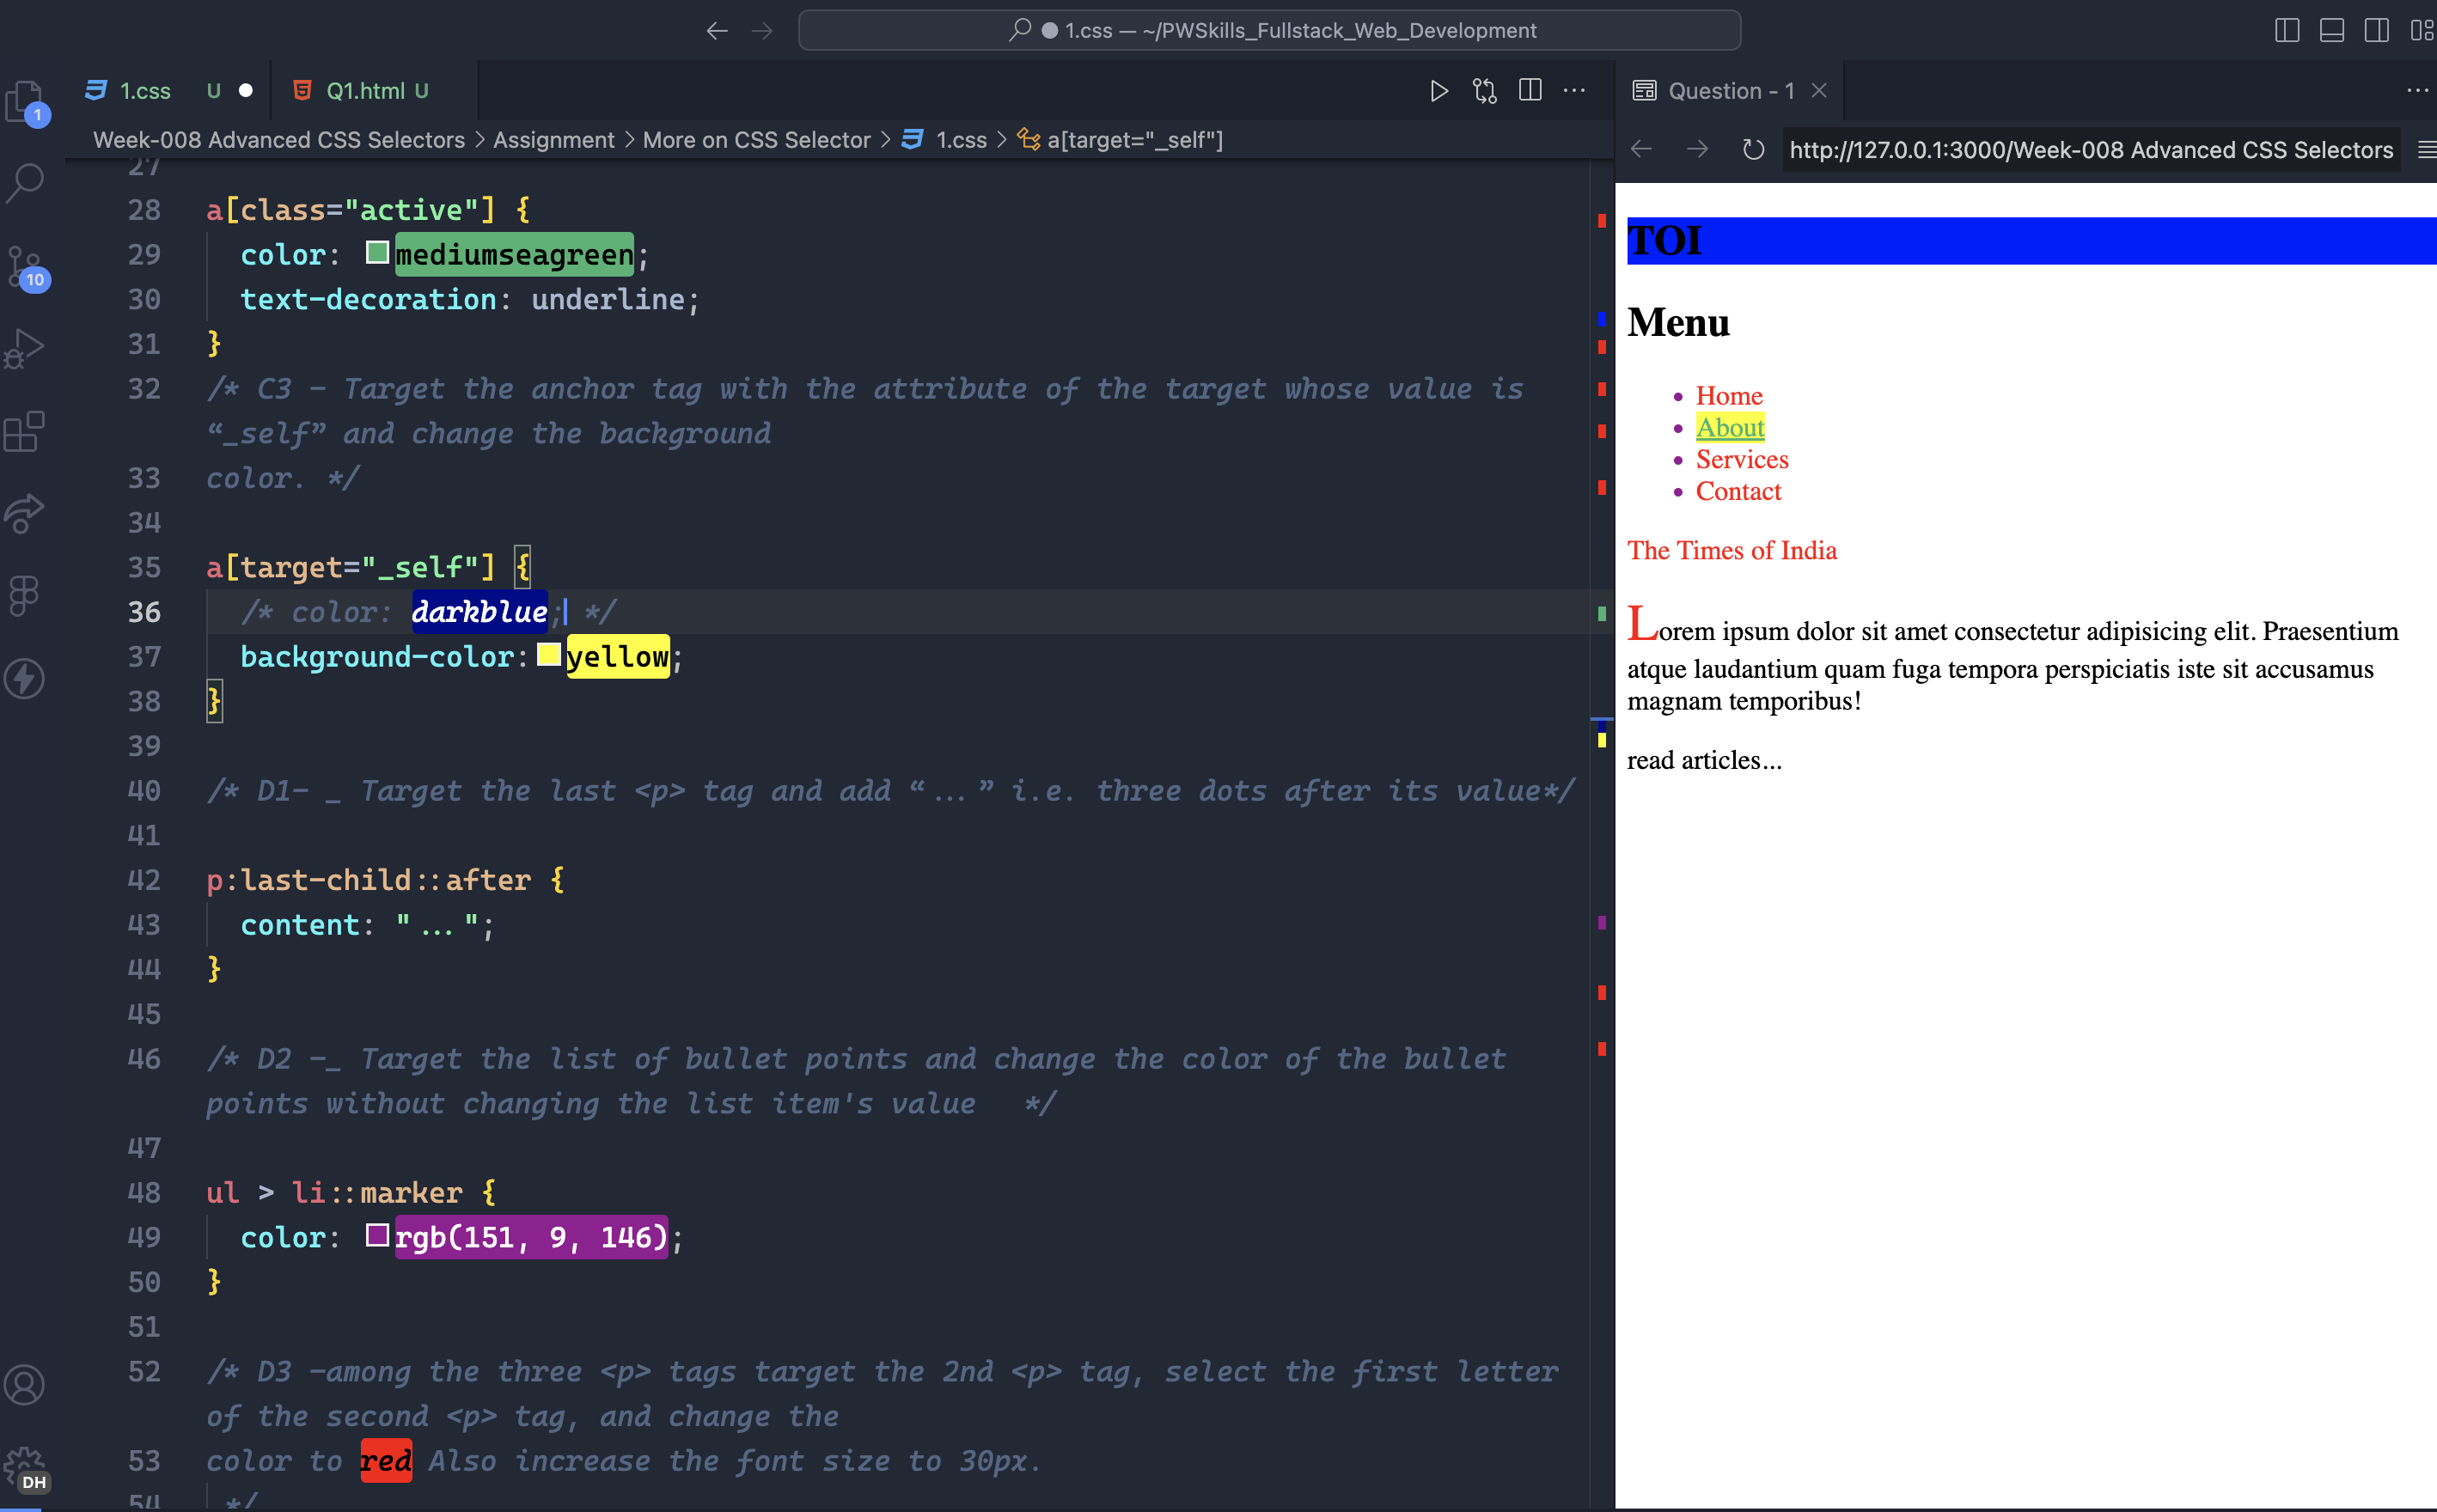 1.css — ~/PWSkills_Fullstack_Web_Development
1.css U
Q1.html U
Week-008 Advanced CSS Selectors > Assignment > More on CSS Selector > 1.css > a[target="_self"]
1
10
DH
27
28 a[class="active"] {
29 color: mediumseagreen;
30 text-decoration: underline;
31 }
32 /* C3 - Target the anchor tag with the attribute of the target whose value is
“_self” and change the background
33 color. */
34
35 a[target="_self"] {
36 /* color: darkblue; */
37 background-color: yellow;
38 }
39
40 /* D1- _ Target the last <p> tag and add “...” i.e. three dots after its value*/
41
42 p:last-child::after {
43 content: "...";
44 }
45
46 /* D2 -_ Target the list of bullet points and change the color of the bullet
points without changing the list item's value */
47
48 ul > li::marker {
49 color: rgb(151, 9, 146);
50 }
51
52 /* D3 -among the three <p> tags target the 2nd <p> tag, select the first letter
of the second <p> tag, and change the
53 color to red Also increase the font size to 30px.
54 */
Question - 1
http://127.0.0.1:3000/Week-008 Advanced CSS Selectors
TOI
Menu
• Home
• About
• Services
• Contact
The Times of India
Lorem ipsum dolor sit amet consectetur adipisicing elit. Praesentium
atque laudantium quam fuga tempora perspiciatis iste sit accusamus
magnam temporibus!
read articles...